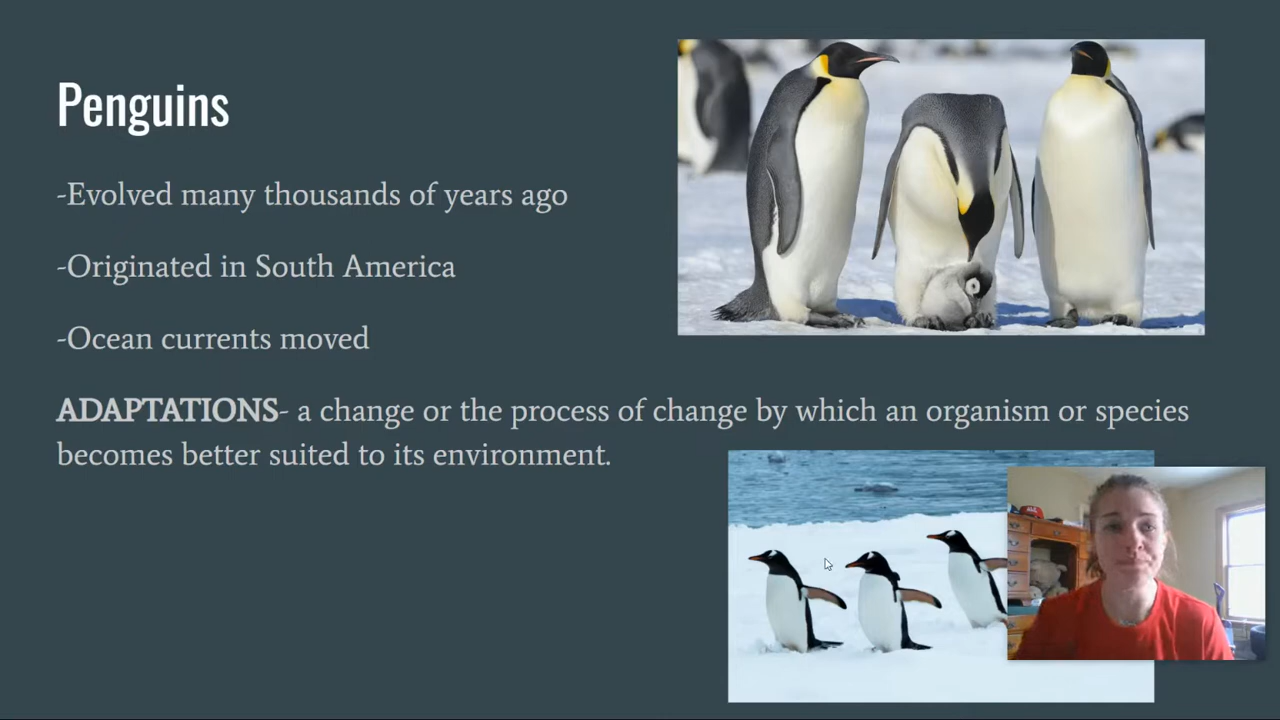 Penguins
-Evolved many thousands of years ago
-Originated in South America
-Ocean currents moved
ADAPTATIONS- a change or the process of change by which an organism or species
becomes better suited to its environment.